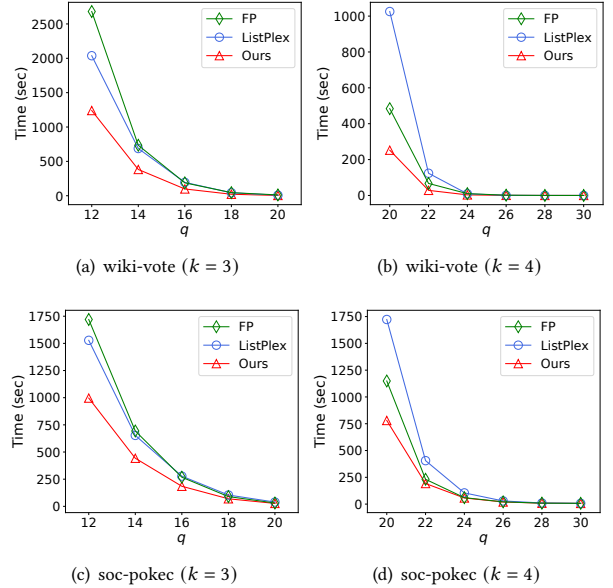 2500
2000
1500
1000
500
0
Time (sec)
12 14 16 18 20
q
FP
ListPlex
Ours
(a) wiki-vote (k = 3)
1000
800
600
400
200
0
Time (sec)
20 22 24 26 28 30
q
FP
ListPlex
Ours
(b) wiki-vote (k = 4)
1750
1500
1250
1000
750
500
250
0
Time (sec)
12 14 16 18 20
q
FP
ListPlex
Ours
(c) soc-pokec (k = 3)
1750
1500
1250
1000
750
500
250
0
Time (sec)
20 22 24 26 28 30
q
FP
ListPlex
Ours
(d) soc-pokec (k = 4)